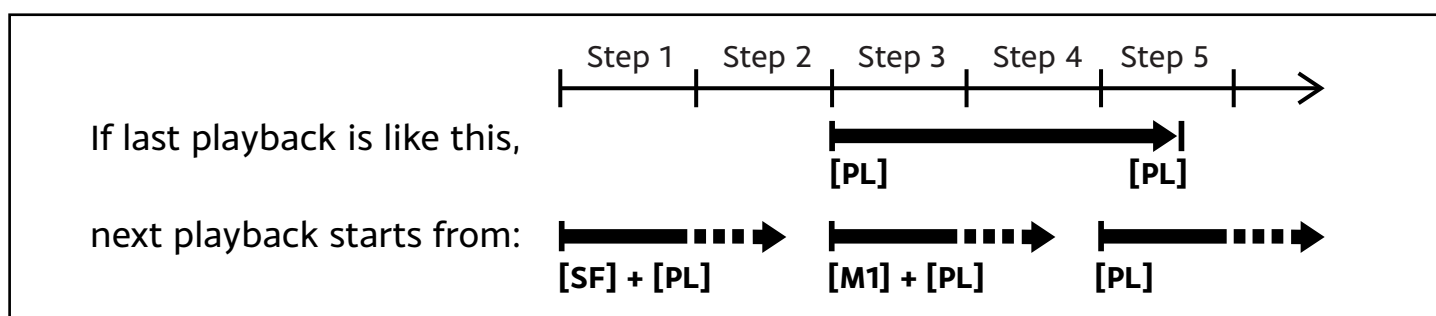 Step 1 Step 2 Step 3 Step 4 Step 5
If last playback is like this,
[PL] [PL]
next playback starts from:
[SF] + [PL] [M1] + [PL] [PL]